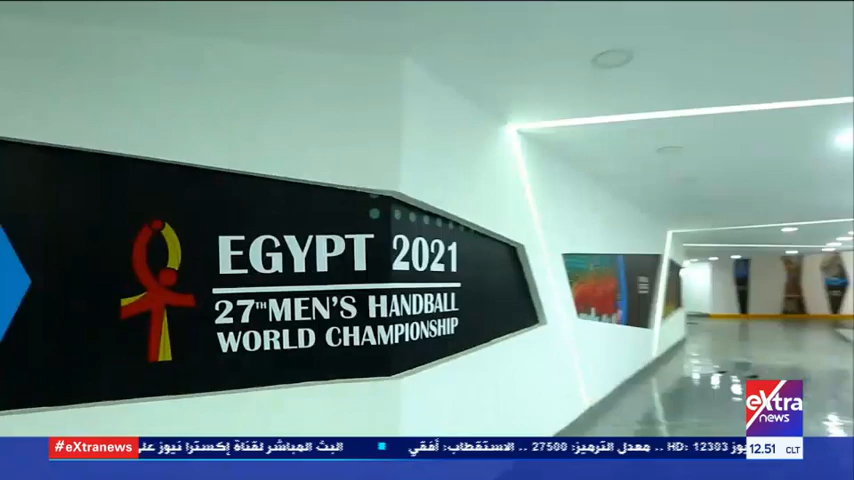 EGYPT 2021
27TH MEN'S HANDBALL
WORLD CHAMPIONSHIP
eXtra
news
#eXtranews
البث المباشر لقناة إكسترا نيوز على
HD: 12303 .. معدل الترميز: 27500 .. الاستقطاب: أفقي
12.51 CLT